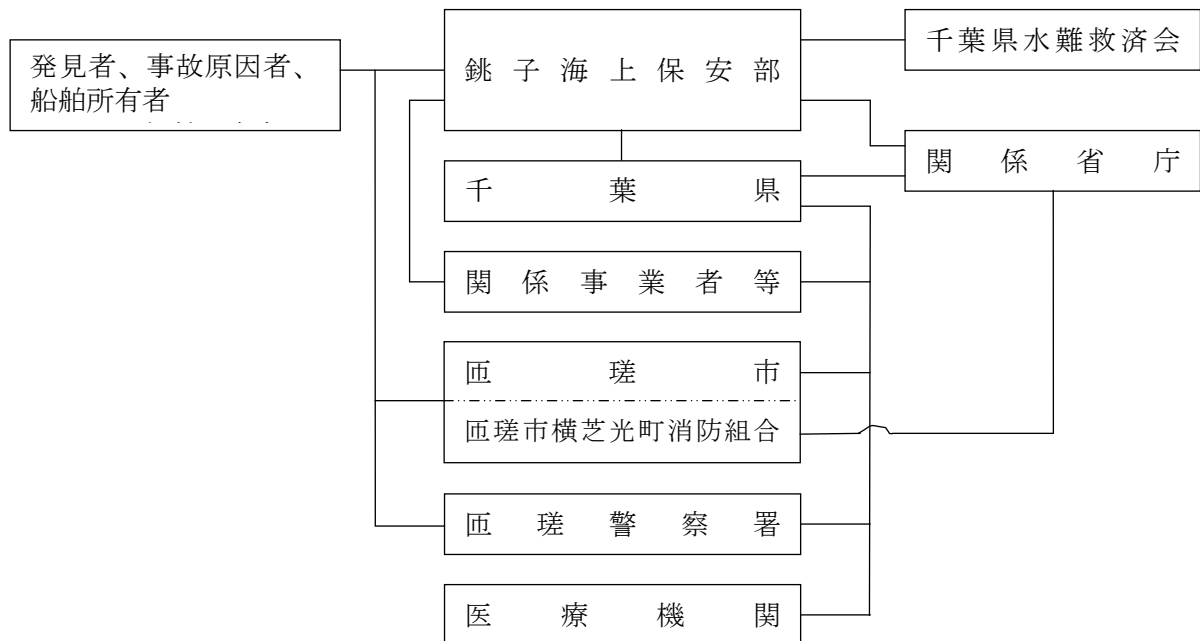 発見者、事故原因者、
船舶所有者
銚子海上保安部
千葉県水難救済会
関係省庁
千葉県
関係事業者等
匝瑳市
匝瑳市横芝光町消防組合
匝瑳警察署
医療機関